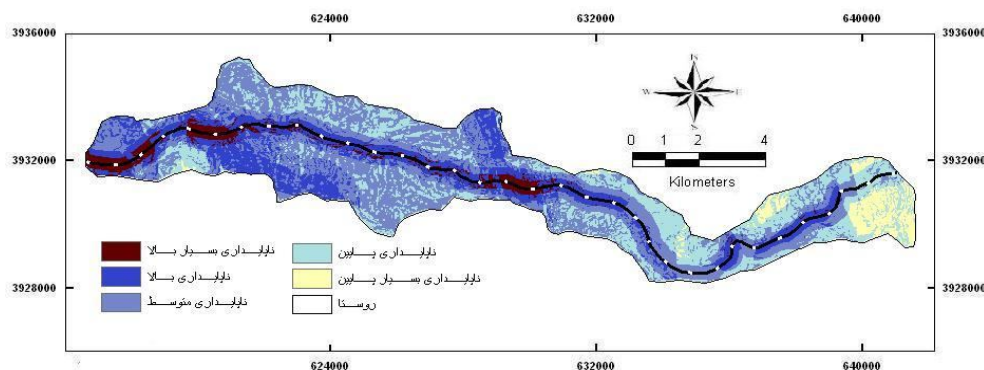 624000 632000 640000
3936000 3936000
N
W E
S
0 1 2 4
Kilometers
3932000 3932000
ناپایداری بسیار بالا
ناپایداری بالا
ناپایداری متوسط
ناپایداری پایین
ناپایداری بسیار پایین
روستا
3928000 3928000
624000 632000 640000